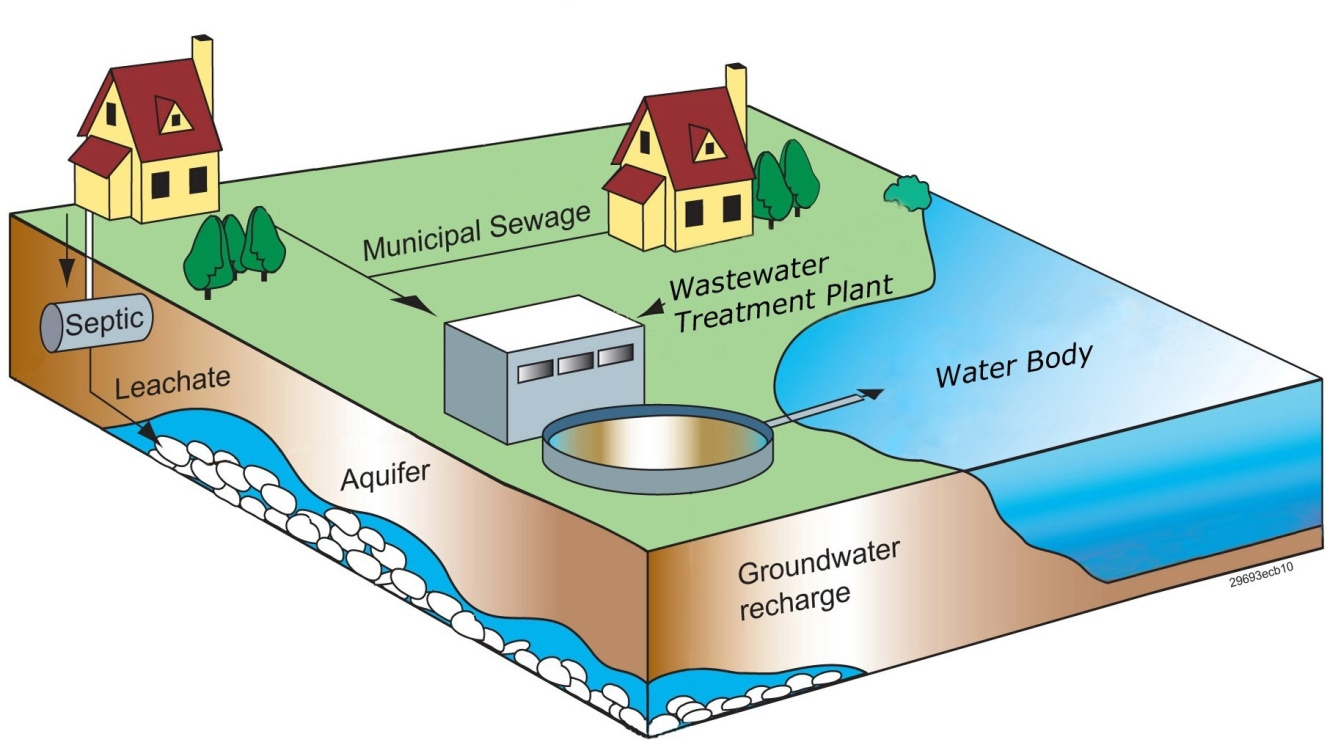 Municipal Sewage
Wastewater
Treatment Plant
Septic
Water Body
Leachate
Aquifer
Groundwater
recharge
29693ecb10